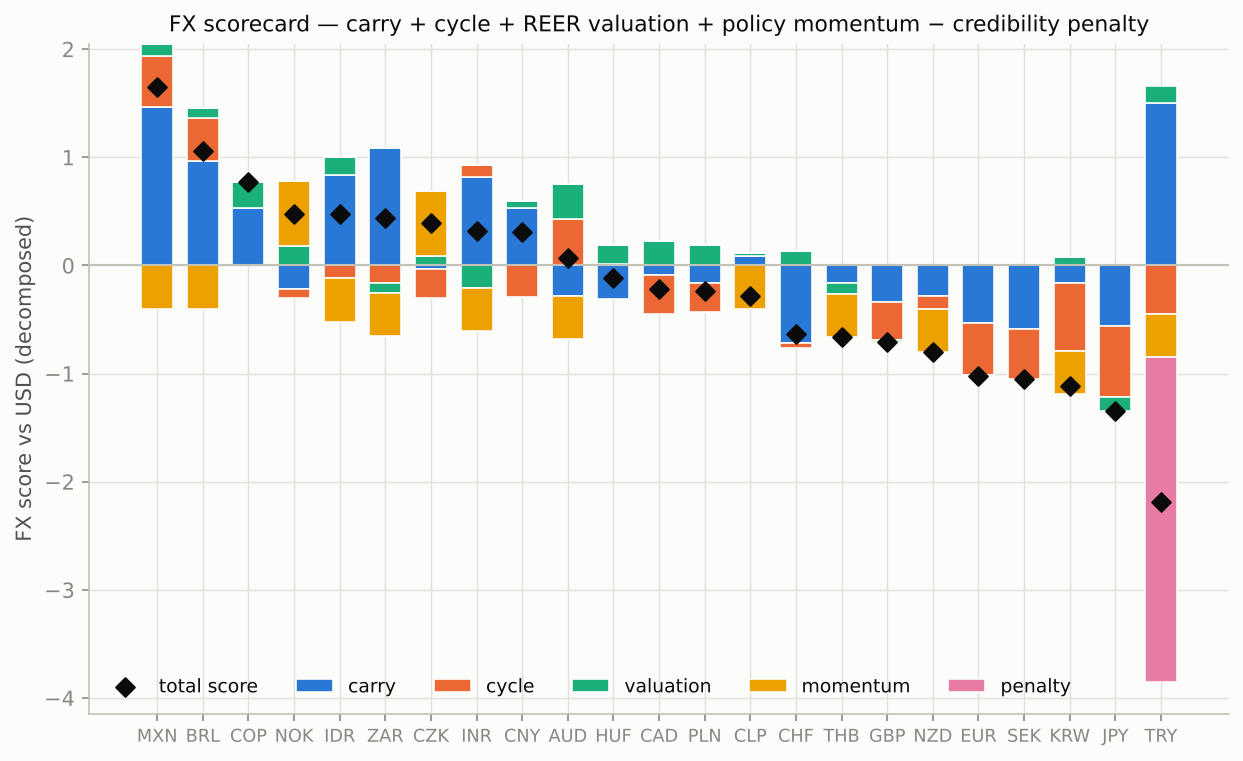 FX scorecard — carry + cycle + REER valuation + policy momentum − credibility penalty
FX score vs USD (decomposed)
2
1
0
−1
−2
−3
−4
total score carry cycle valuation momentum penalty
MXN BRL COP NOK IDR ZAR CZK INR CNY AUD HUF CAD PLN CLP CHF THB GBP NZD EUR SEK KRW JPY TRY